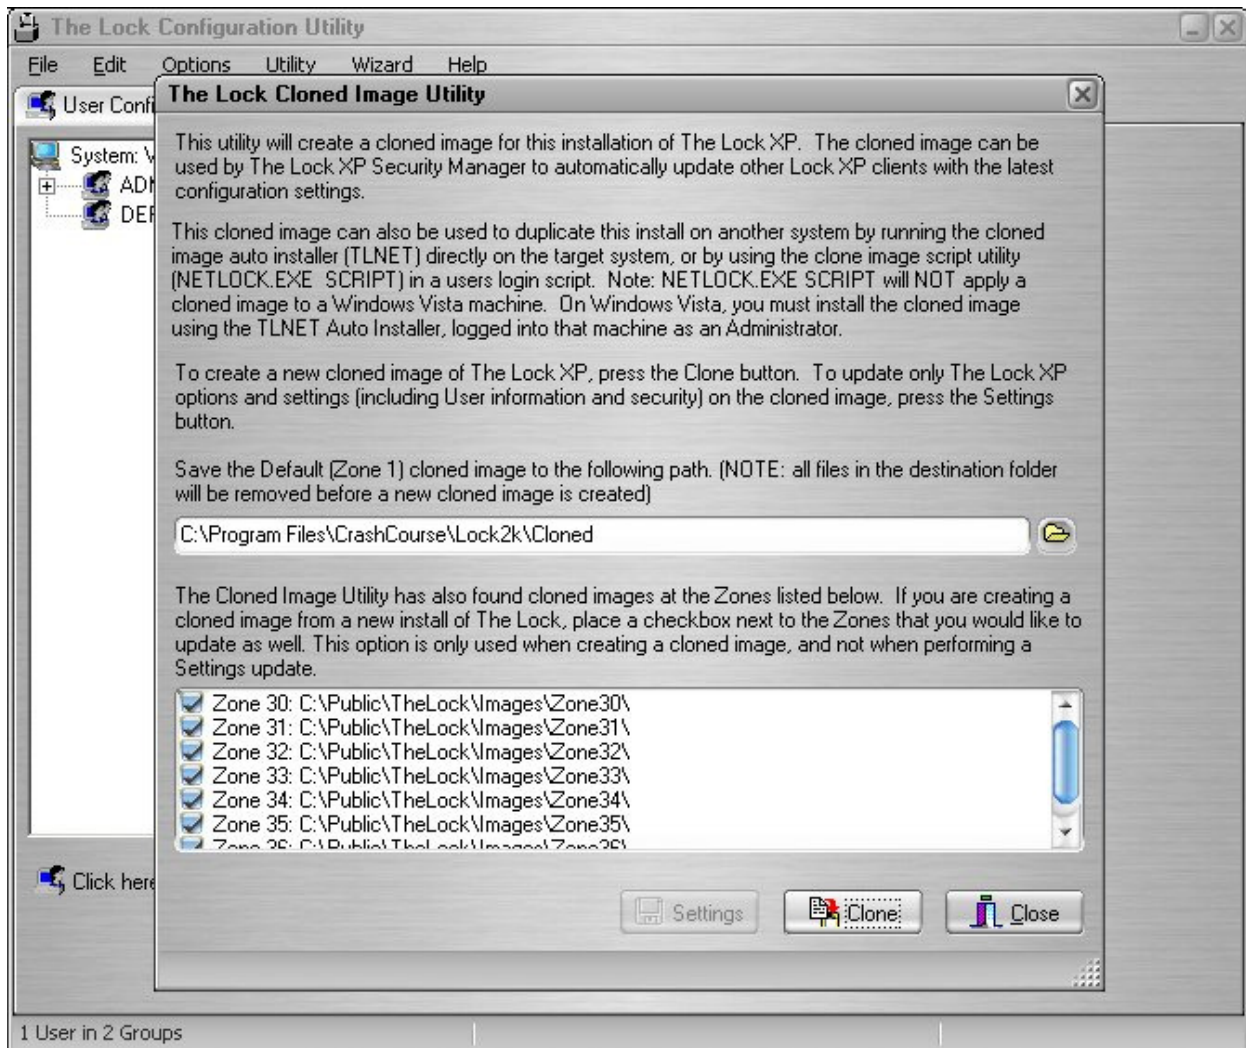 The Lock Configuration Utility
File Edit Options Utility Wizard Help
User Confi
System: V
ADM
DEF
The Lock Cloned Image Utility
This utility will create a cloned image for this installation of The Lock XP. The cloned image can be
used by The Lock XP Security Manager to automatically update other Lock XP clients with the latest
configuration settings.
This cloned image can also be used to duplicate this install on another system by running the cloned
image auto installer (TLNET) directly on the target system, or by using the clone image script utility
(NETLOCK.EXE SCRIPT) in a users login script. Note: NETLOCK.EXE SCRIPT will NOT apply a
cloned image to a Windows Vista machine. On Windows Vista, you must install the cloned image
using the TLNET Auto Installer, logged into that machine as an Administrator.
To create a new cloned image of The Lock XP, press the Clone button. To update only The Lock XP
options and settings (including User information and security) on the cloned image, press the Settings
button.
Save the Default (Zone 1) cloned image to the following path. (NOTE: all files in the destination folder
will be removed before a new cloned image is created)
C:\Program Files\CrashCourse\Lock2k\Cloned
The Cloned Image Utility has also found cloned images at the Zones listed below. If you are creating a
cloned image from a new install of The Lock, place a checkbox next to the Zones that you would like to
update as well. This option is only used when creating a cloned image, and not when performing a
Settings update.
Zone 30: C:\Public\TheLock\Images\Zone30\
Zone 31: C:\Public\TheLock\Images\Zone31\
Zone 32: C:\Public\TheLock\Images\Zone32\
Zone 33: C:\Public\TheLock\Images\Zone33\
Zone 34: C:\Public\TheLock\Images\Zone34\
Zone 35: C:\Public\TheLock\Images\Zone35\
Zone 36: C:\Public\TheLock\Images\Zone36\
Click here
Settings Clone Close
1 User in 2 Groups